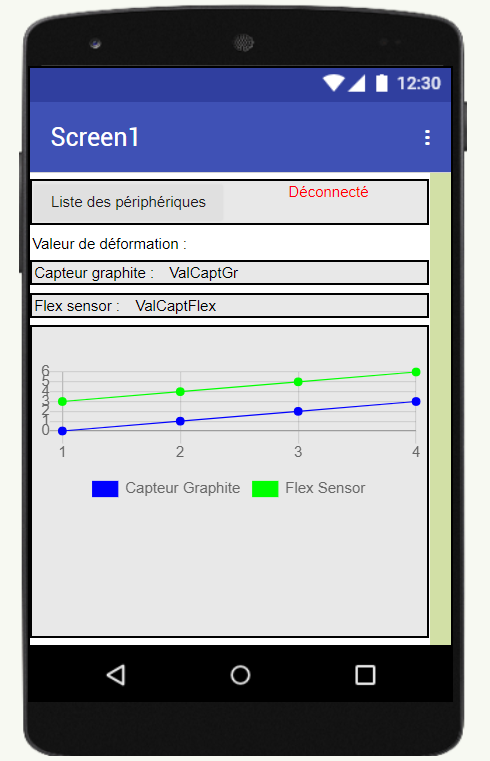 12:30
Screen1
Liste des périphériques
Déconnecté
Valeur de déformation :
Capteur graphite : ValCaptGr
Flex sensor : ValCaptFlex
6
5
4
3
2
1
0
1 2 3 4
Capteur Graphite Flex Sensor